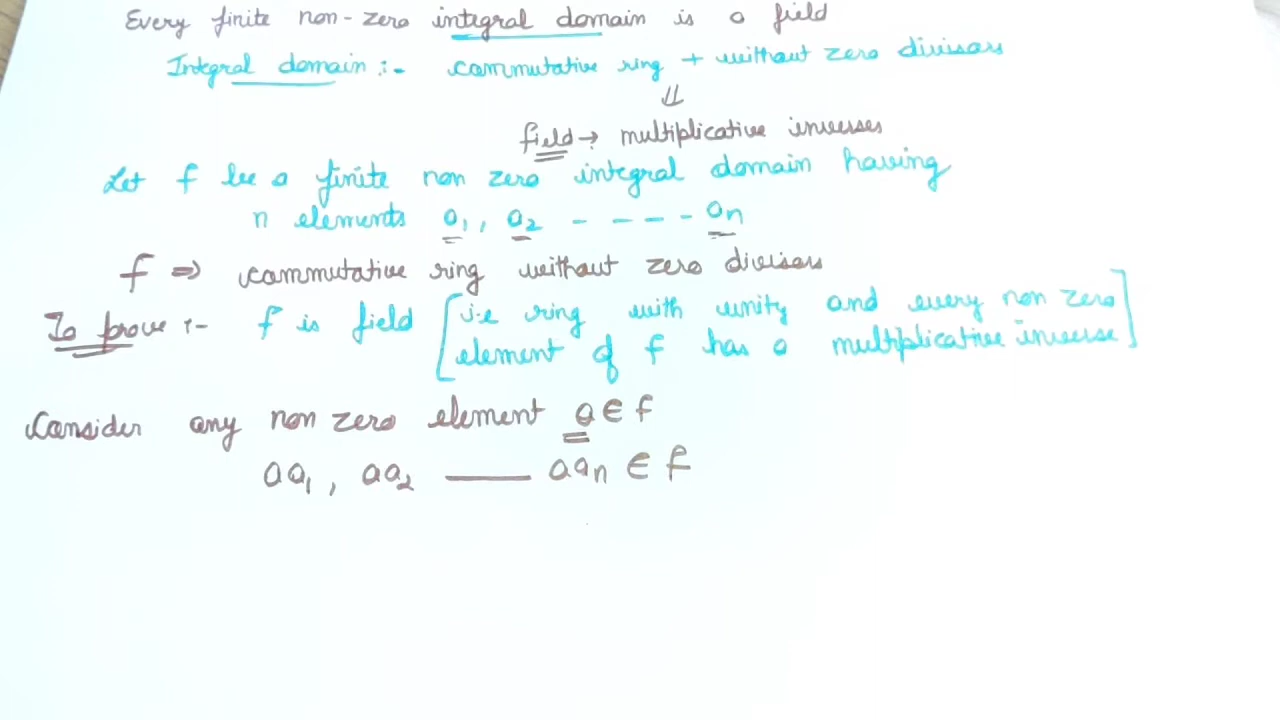 Every finite non-zero integral domain is a field
Integral domain :- commutative ring + without zero divisors
⇓
field → multiplicative inverses
Let f be a finite non zero integral domain having
n elements a₁, a₂ - - - - - an
f ⇒ commutative ring without zero divisors
To prove :- f is field [i.e ring with unity and every non zero
element of f has a multiplicative inverse]
Consider any non zero element a ∈ f
aa₁, aa₂ —— aan ∈ f